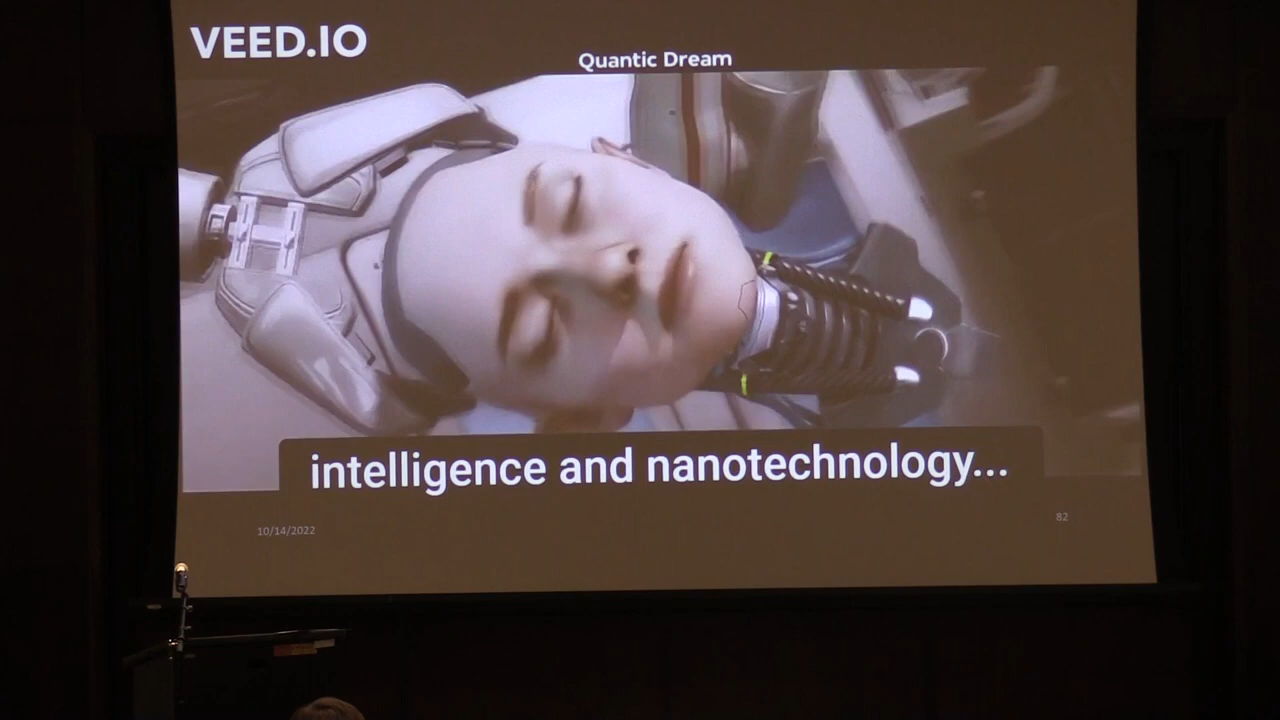 VEED.IO
Quantic Dream
intelligence and nanotechnology...
10/14/2022
82